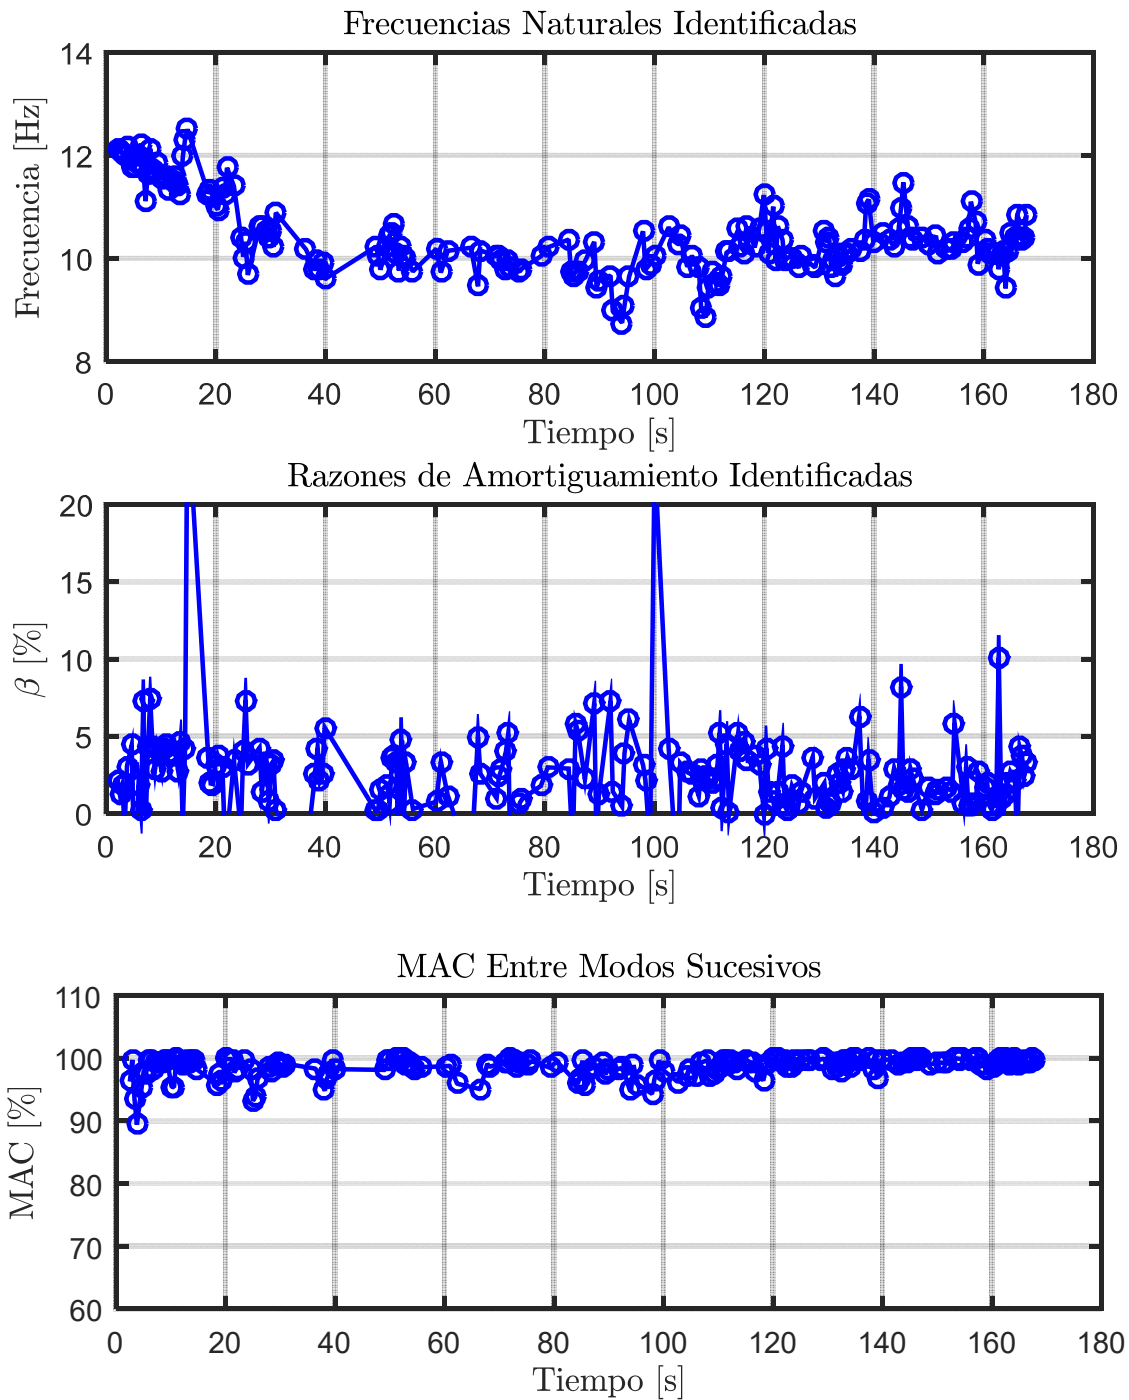 Frecuencias Naturales Identificadas
14
12
10
8
Frecuencia [Hz]
0 20 40 60 80 100 120 140 160 180
Tiempo [s]
Razones de Amortiguamiento Identificadas
20
15
10
5
0
β [%]
0 20 40 60 80 100 120 140 160 180
Tiempo [s]
MAC Entre Modos Sucesivos
110
100
90
80
70
60
MAC [%]
0 20 40 60 80 100 120 140 160 180
Tiempo [s]